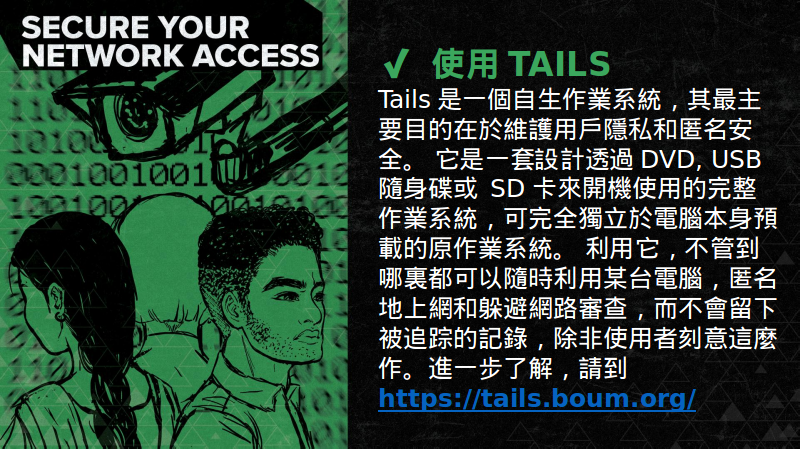 SECURE YOUR
NETWORK ACCESS
✔ 使用 TAILS
Tails 是一個自生作業系統，其最主
要目的在於維護用戶隱私和匿名安
全。 它是一套設計透過 DVD, USB
隨身碟或 SD 卡來開機使用的完整
作業系統，可完全獨立於電腦本身預
載的原作業系統。 利用它，不管到
哪裏都可以隨時利用某台電腦，匿名
地上網和躲避網路審查，而不會留下
被追踪的記錄，除非使用者刻意這麼
作。進一步了解，請到
https://tails.boum.org/